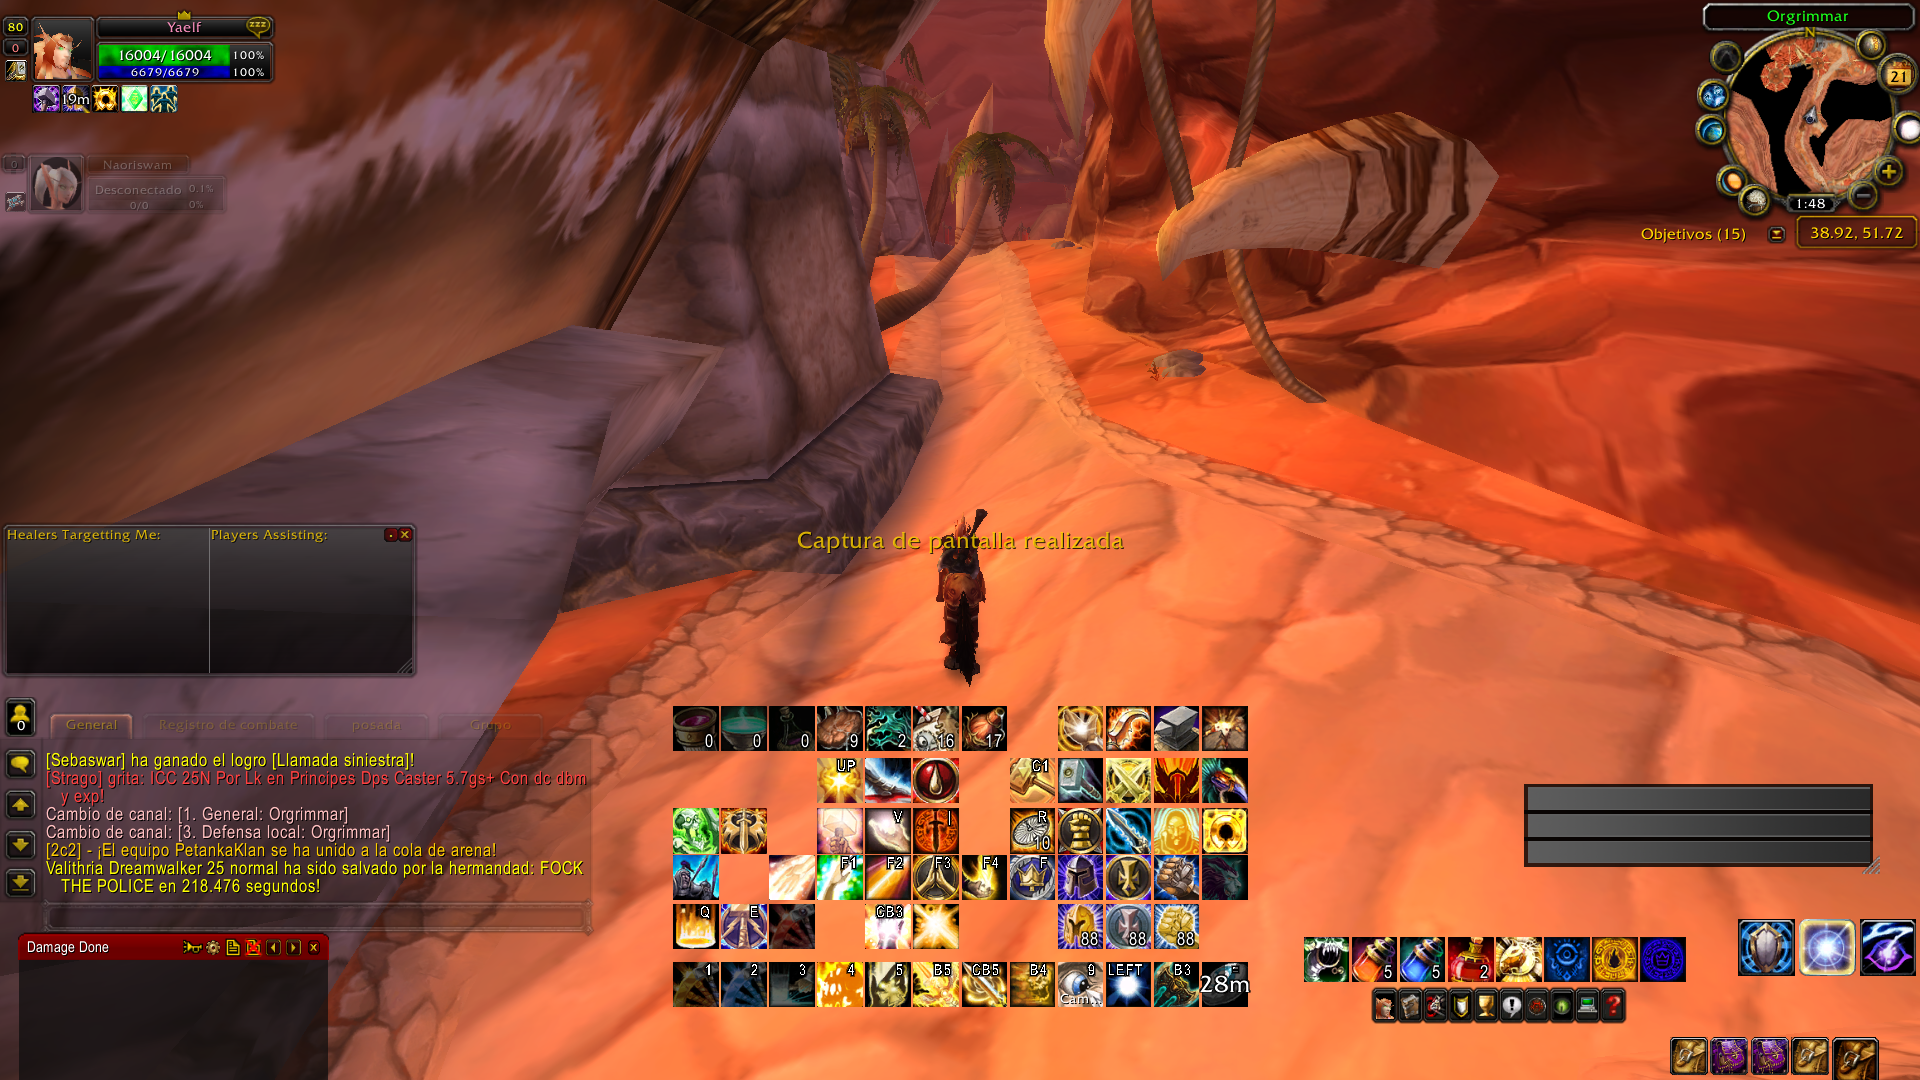 80
Yaelf
zzz
0
16004/16004 100%
6679/6679 100%
19m
0
Naoriswam
Desconectado 0.1%
0/0 0%
Orgrimmar
N
21
1:48
Objetivos (15)
38.92, 51.72
Healers Targetting Me:
Players Assisting:
Captura de pantalla realizada
0
General
Registro de combate
posada
Grupo
[Sebaswar] ha ganado el logro [Llamada siniestra]!
[Strago] grita: ICC 25N Por Lk en Principes Dps Caster 5.7gs+ Con dc dbm
y exp!
Cambio de canal: [1. General: Orgrimmar]
Cambio de canal: [3. Defensa local: Orgrimmar]
[2c2] - ¡El equipo PetankaKlan se ha unido a la cola de arena!
Valithria Dreamwalker 25 normal ha sido salvado por la hermandad: FOCK
THE POLICE en 218.476 segundos!
Damage Done
0 0 0 9 2 16 17
UP C1
V I R 10
F1 F2 F3 F4 F
Q E CB3 88 88 88
1 2 3 4 5 B5 CB5 B4 9 LEFT B3
Cam...
28m
5 5 2